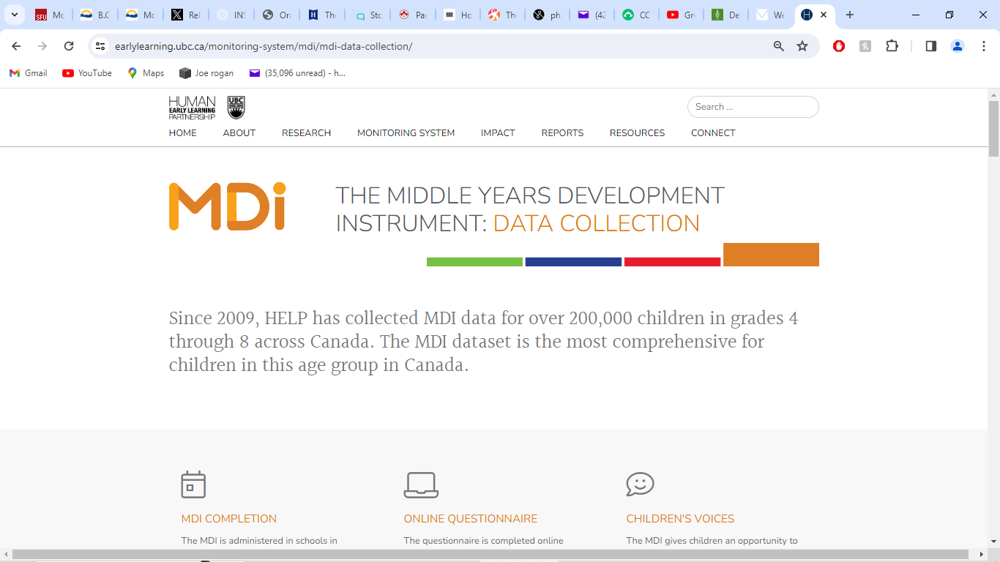 Mc
B.C
Mc
Rel
INS
Ora
The
Stc
Par
Ho
The
ph
(42
CC
Gr
De
We
earlylearning.ubc.ca/monitoring-system/mdi/mdi-data-collection/
Gmail
YouTube
Maps
Joe rogan
(35,096 unread) - h...
HUMAN
EARLY LEARNING
PARTNERSHIP
UBC
Search ...
HOME ABOUT RESEARCH MONITORING SYSTEM IMPACT REPORTS RESOURCES CONNECT
MDi
THE MIDDLE YEARS DEVELOPMENT
INSTRUMENT: DATA COLLECTION
Since 2009, HELP has collected MDI data for over 200,000 children in grades 4
through 8 across Canada. The MDI dataset is the most comprehensive for
children in this age group in Canada.
MDI COMPLETION
The MDI is administered in schools in
ONLINE QUESTIONNAIRE
The questionnaire is completed online
CHILDREN'S VOICES
The MDI gives children an opportunity to